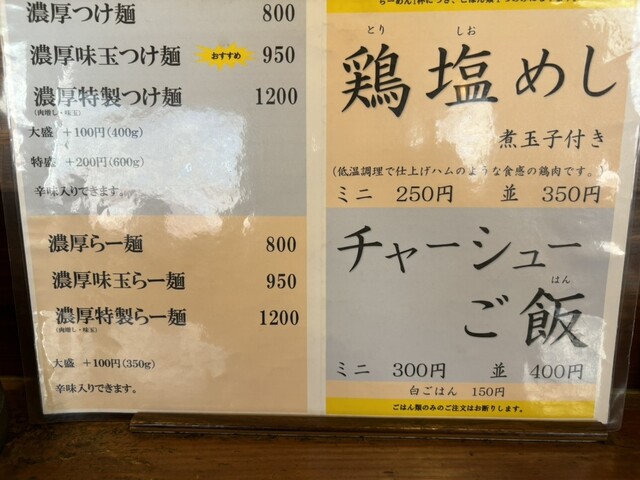 濃厚つけ麺 800
濃厚味玉つけ麺 おすすめ 950
濃厚特製つけ麺 1200
(肉増し・味玉)
大盛 +100円(400g)
特盛 +200円(600g)
辛味入りできます。
濃厚らー麺 800
濃厚味玉らー麺 950
濃厚特製らー麺 1200
(肉増し・味玉)
大盛 +100円(350g)
辛味入りできます。
とり しお
鶏塩めし
煮玉子付き
(低温調理で仕上げハムのような食感の鶏肉です。
ミニ 250円 並 350円
チャーシュー
はん
ご飯
ミニ 300円 並 400円
白ごはん 150円
ごはん類のみのご注文はお断りします。